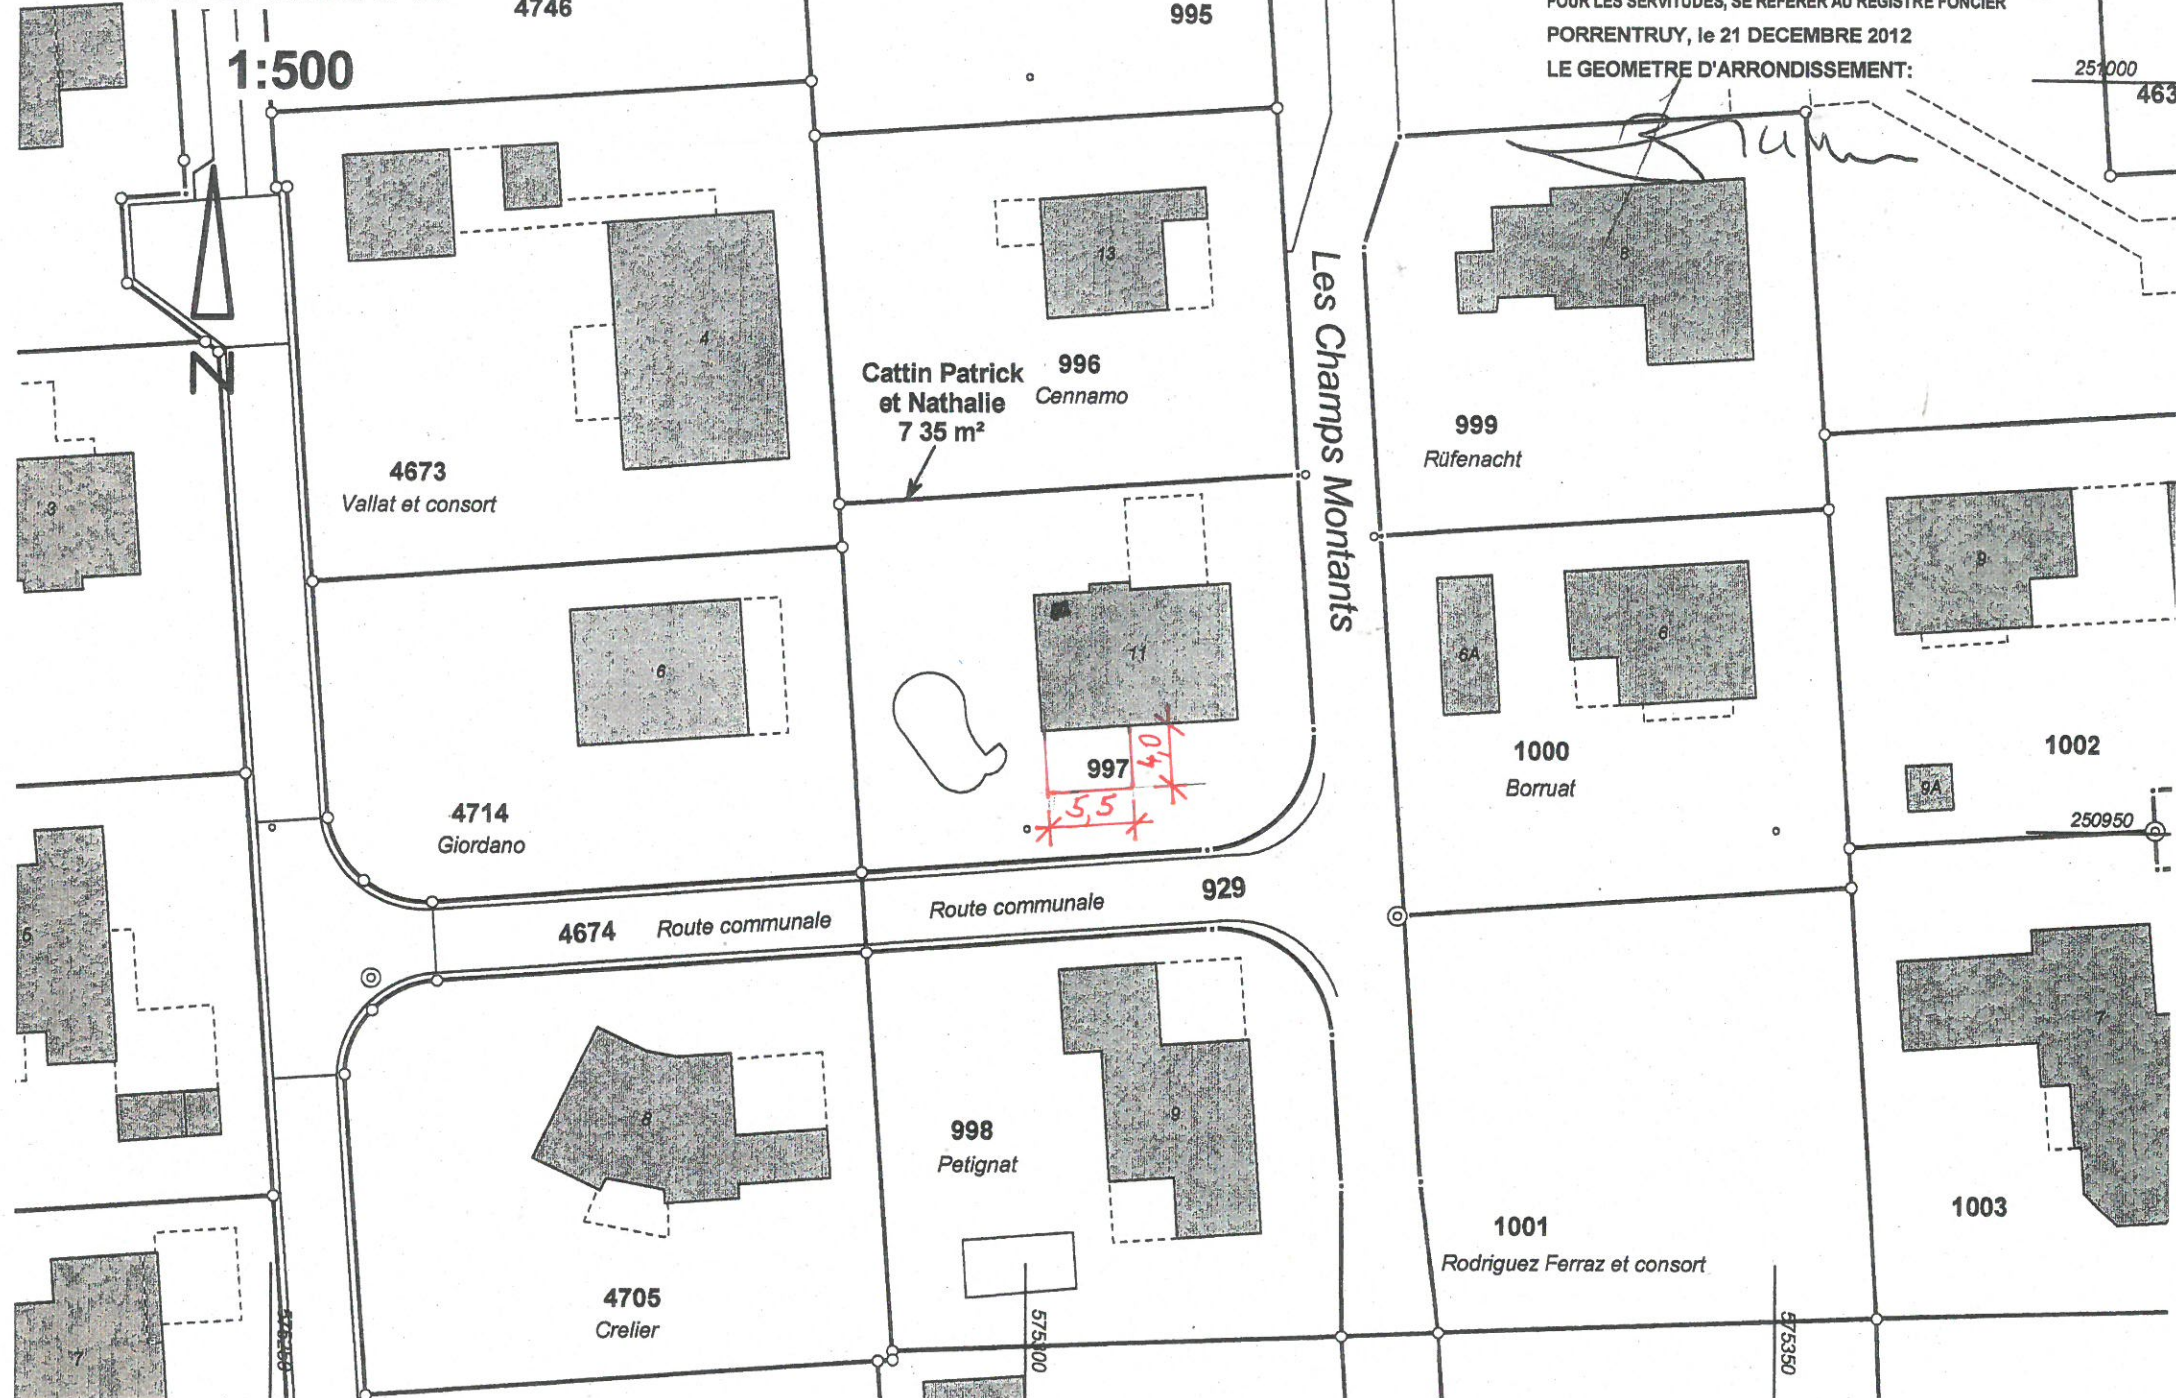 4746
995
POUR LES SERVITUDES, SE REFERER AU REGISTRE FONCIER
PORRENTRUY, le 21 DECEMBRE 2012
LE GEOMETRE D'ARRONDISSEMENT:
1:500
251000
463
N
4
13
8
Cattin Patrick
et Nathalie
7 35 m²
996
Cennamo
Les Champs Montants
999
Rüfenacht
4673
Vallat et consort
3
9
6
11
6A
6
997
4,0
5,5
1000
Borruat
1002
9A
250950
4714
Giordano
929
4674
Route communale
Route communale
5
8
9
7
998
Petignat
1001
Rodriguez Ferraz et consort
1003
4705
Crelier
7
575300
575350